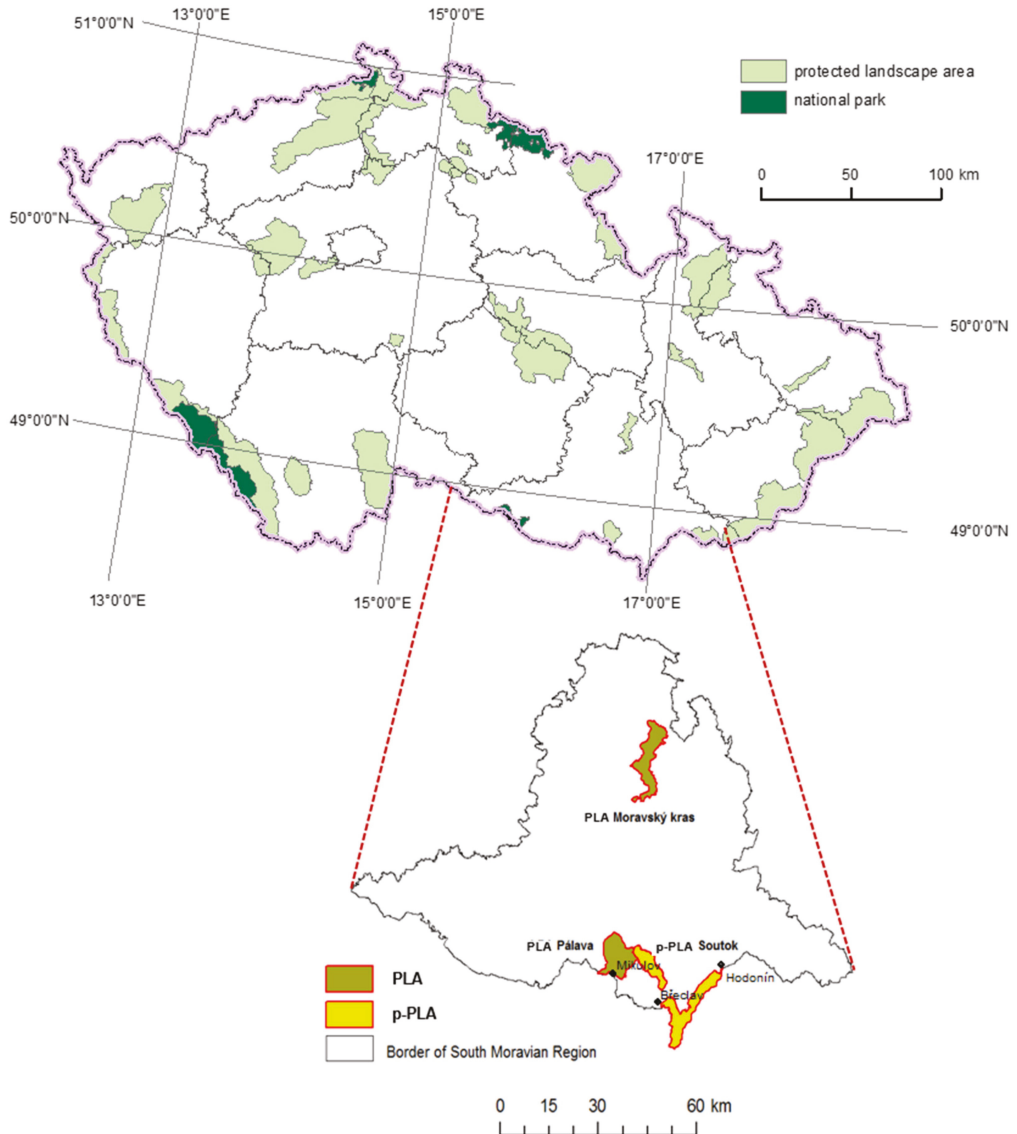 13°0'0"E
15°0'0"E
51°0'0"N
protected landscape area
national park
17°0'0"E
0 50 100 km
50°0'0"N
50°0'0"N
49°0'0"N
49°0'0"N
13°0'0"E
15°0'0"E
17°0'0"E
PLA Moravský kras
PLA Pálava
p-PLA Soutok
Mikulov
Hodonín
Břeclav
PLA
p-PLA
Border of South Moravian Region
0 15 30 60 km